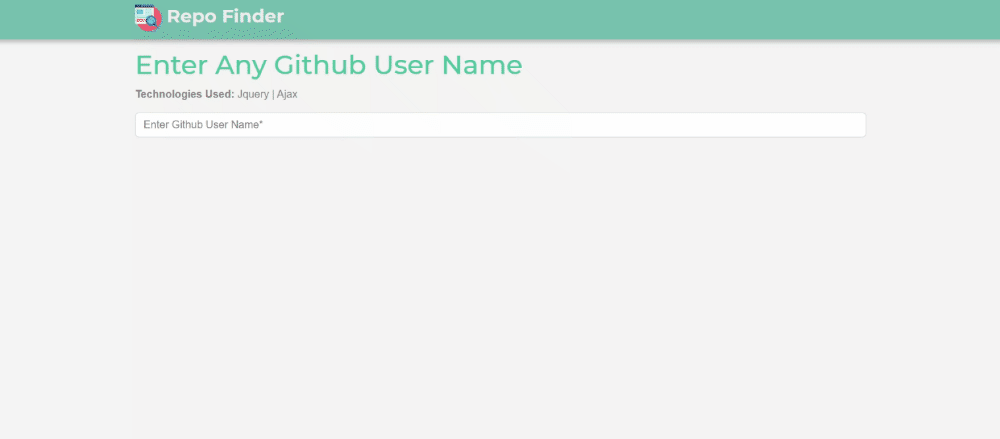 Repo Finder
Enter Any Github User Name
Technologies Used: Jquery | Ajax
Enter Github User Name*